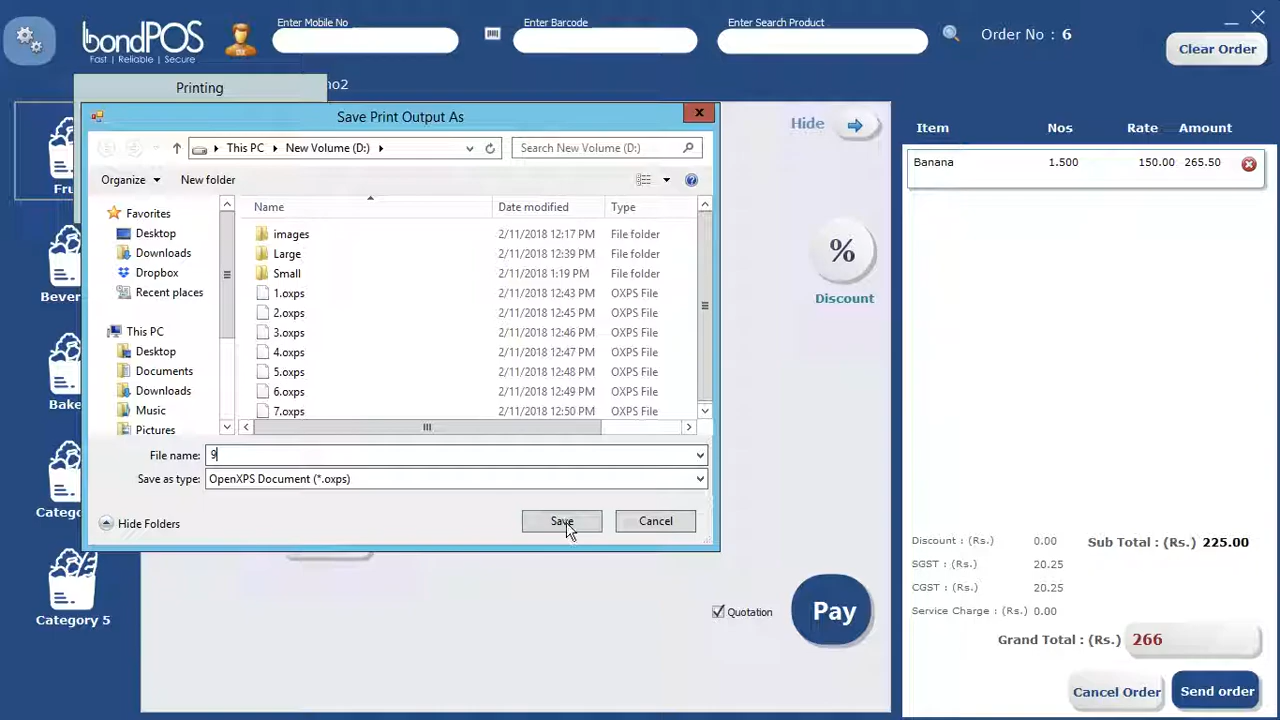 bondPOS
Fast | Reliable | Secure
Enter Mobile No
Enter Barcode
Enter Search Product
Order No : 6
Clear Order
no2
Printing
Save Print Output As
This PC
New Volume (D:)
Search New Volume (D:)
Organize
New folder
Favorites
Desktop
Downloads
Dropbox
Recent places
This PC
Desktop
Documents
Downloads
Music
Pictures
Name Date modified Type
images 2/11/2018 12:17 PM File folder
Large 2/11/2018 12:39 PM File folder
Small 2/11/2018 1:19 PM File folder
1.oxps 2/11/2018 12:43 PM OXPS File
2.oxps 2/11/2018 12:45 PM OXPS File
3.oxps 2/11/2018 12:46 PM OXPS File
4.oxps 2/11/2018 12:47 PM OXPS File
5.oxps 2/11/2018 12:48 PM OXPS File
6.oxps 2/11/2018 12:49 PM OXPS File
7.oxps 2/11/2018 12:50 PM OXPS File
File name: 9
Save as type: OpenXPS Document (*.oxps)
Hide Folders
Save
Cancel
Fru
Bever
Bake
Categ
Category 5
Hide
%
Discount
Quotation
Pay
Item Nos Rate Amount
Banana 1.500 150.00 265.50
Discount : (Rs.) 0.00
Sub Total : (Rs.) 225.00
SGST : (Rs.) 20.25
CGST : (Rs.) 20.25
Service Charge : (Rs.) 0.00
Grand Total : (Rs.) 266
Cancel Order
Send order